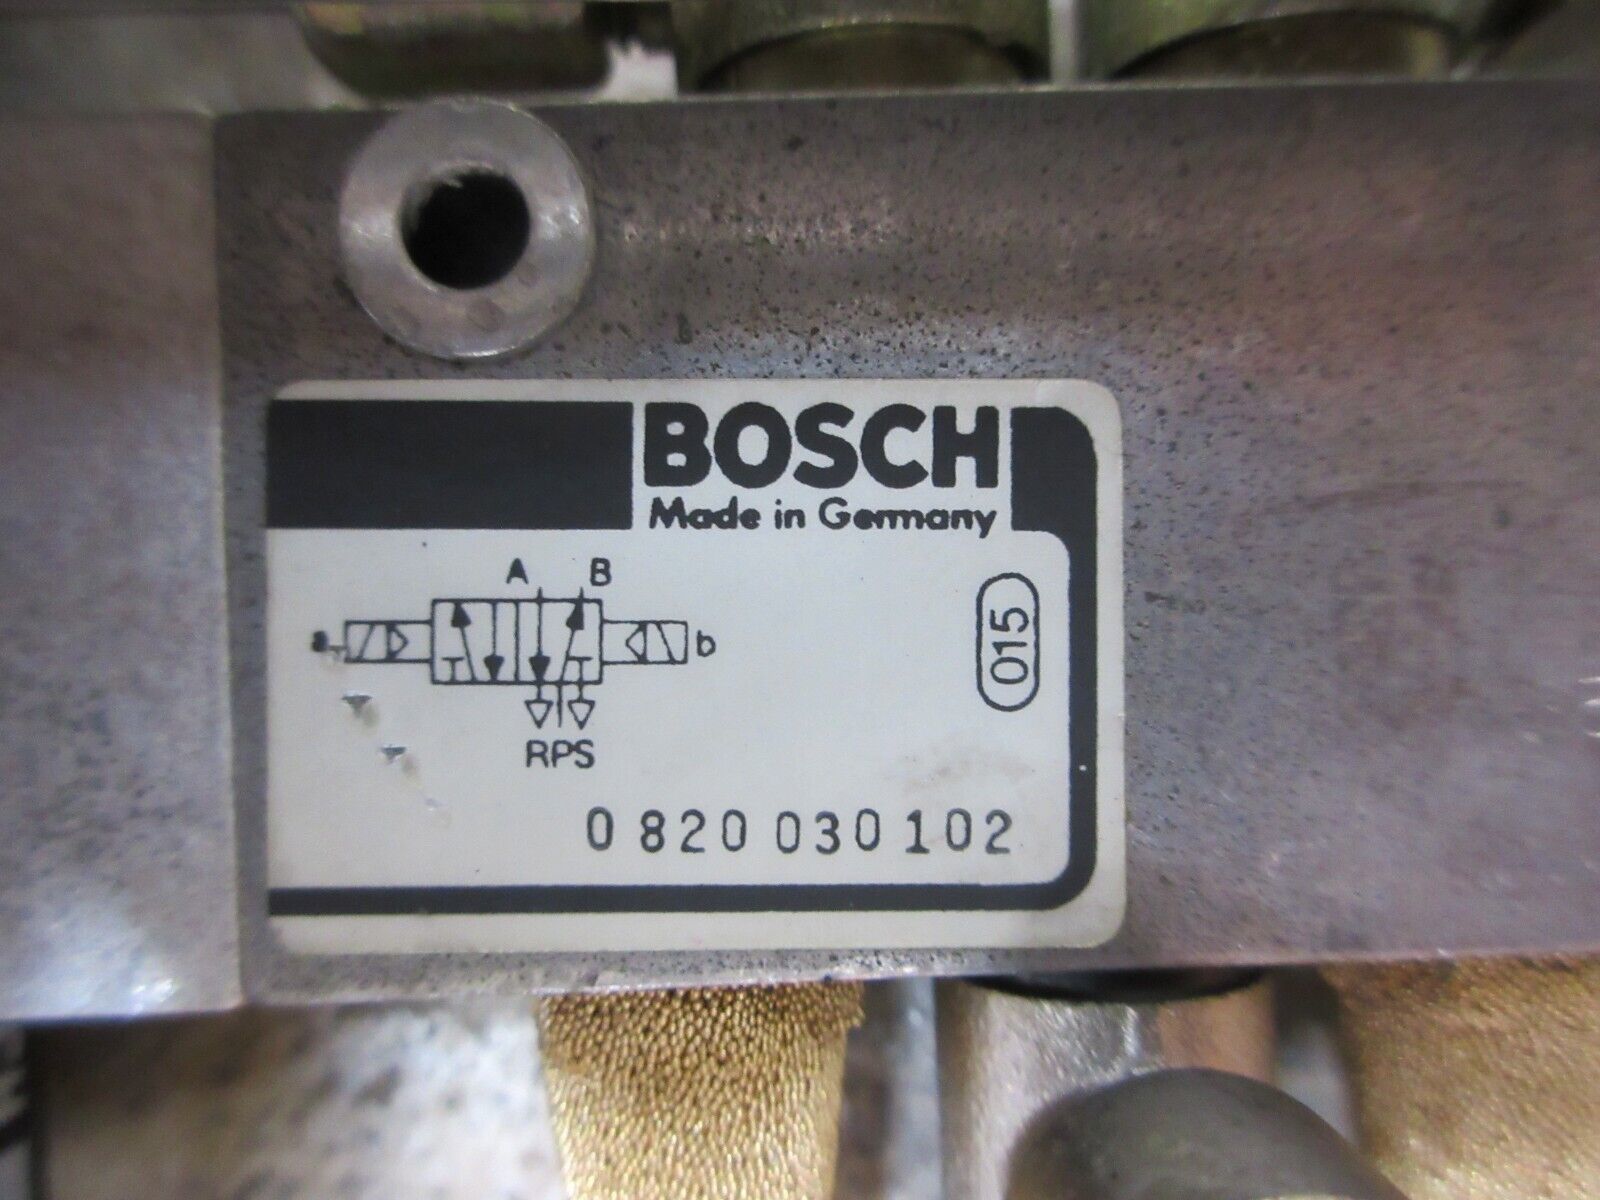 BOSCH
Made in Germany
A B
a b
015
RPS
0 820 030 102